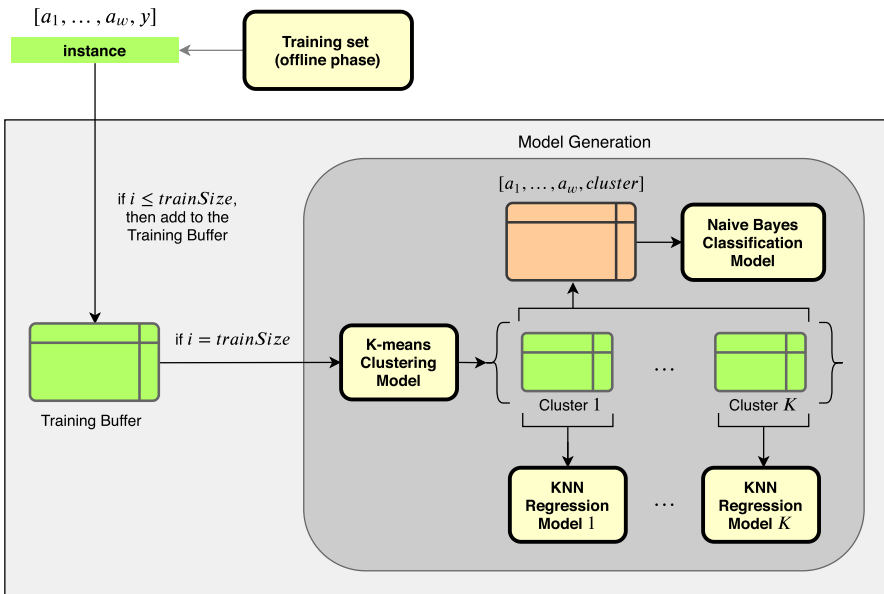 [a₁, … , a_w, y]
instance
Training set
(offline phase)
Model Generation
[a₁, … , a_w, cluster]
if i ≤ trainSize,
then add to the
Training Buffer
Naive Bayes
Classification
Model
if i = trainSize
K-means
Clustering
Model
...
Training Buffer
Cluster 1
Cluster K
KNN
Regression
Model 1
...
KNN
Regression
Model K